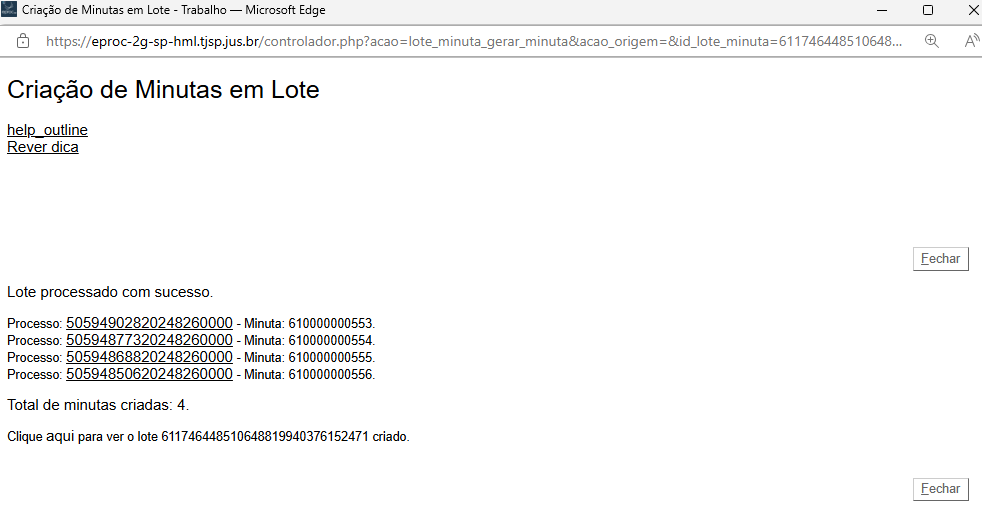 Criação de Minutas em Lote - Trabalho — Microsoft Edge
https://eproc-2g-sp-hml.tjsp.jus.br/controlador.php?acao=lote_minuta_gerar_minuta&acao_origem=&id_lote_minuta=611746448510648...
Criação de Minutas em Lote
help_outline
Rever dica
Fechar
Lote processado com sucesso.
Processo: 50594902820248260000 - Minuta: 610000000553.
Processo: 50594877320248260000 - Minuta: 610000000554.
Processo: 50594868820248260000 - Minuta: 610000000555.
Processo: 50594850620248260000 - Minuta: 610000000556.
Total de minutas criadas: 4.
Clique aqui para ver o lote 611746448510648819940376152471 criado.
Fechar